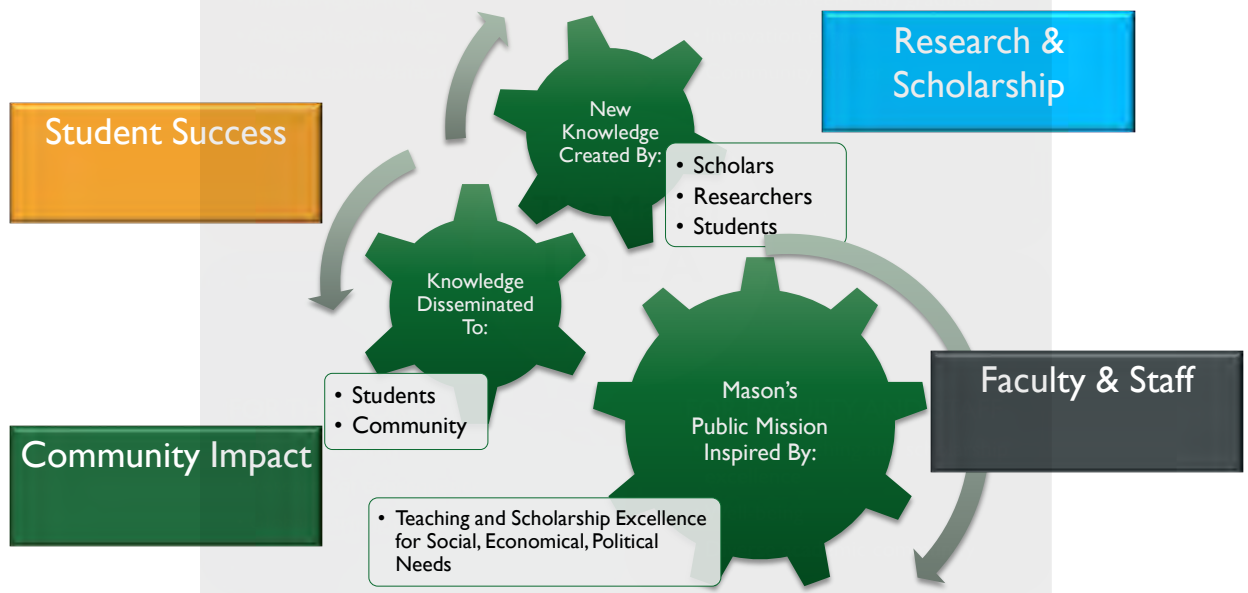 Research &
Scholarship
Student Success
New
Knowledge
Created By:
• Scholars
• Researchers
• Students
Knowledge
Disseminated
To:
• Students
• Community
Mason's
Public Mission
Inspired By:
Faculty & Staff
Community Impact
• Teaching and Scholarship Excellence
for Social, Economical, Political
Needs